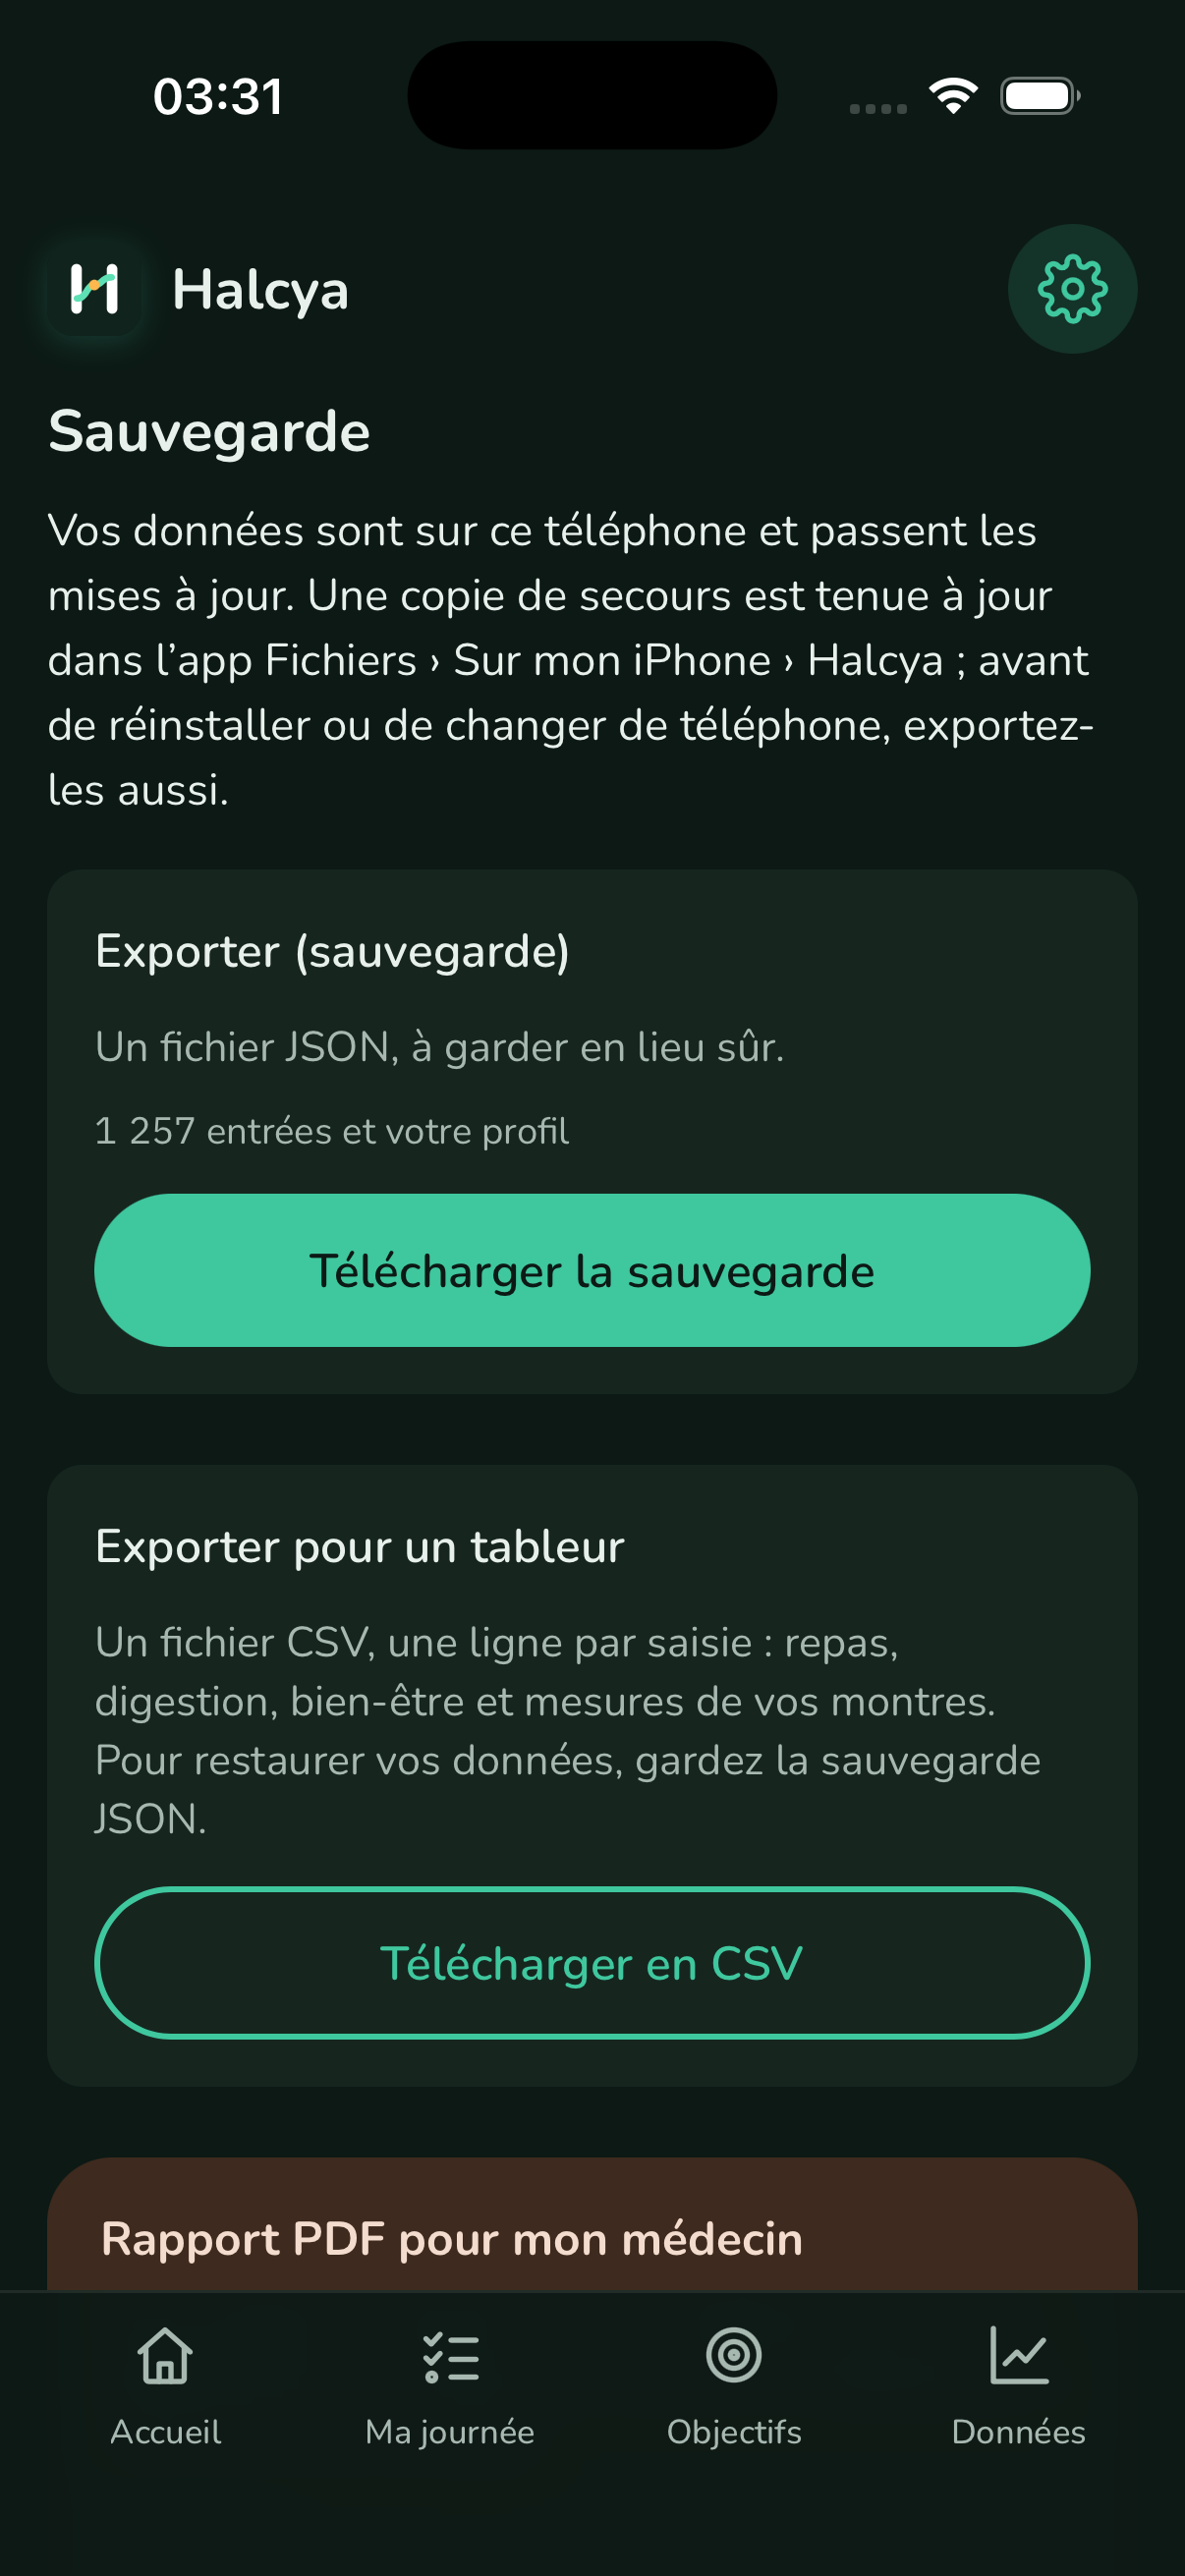 03:31
Halcya
Sauvegarde
Vos données sont sur ce téléphone et passent les
mises à jour. Une copie de secours est tenue à jour
dans l’app Fichiers › Sur mon iPhone › Halcya ; avant
de réinstaller ou de changer de téléphone, exportez-
les aussi.
Exporter (sauvegarde)
Un fichier JSON, à garder en lieu sûr.
1 257 entrées et votre profil
Télécharger la sauvegarde
Exporter pour un tableur
Un fichier CSV, une ligne par saisie : repas,
digestion, bien-être et mesures de vos montres.
Pour restaurer vos données, gardez la sauvegarde
JSON.
Télécharger en CSV
Rapport PDF pour mon médecin
Accueil
Ma journée
Objectifs
Données